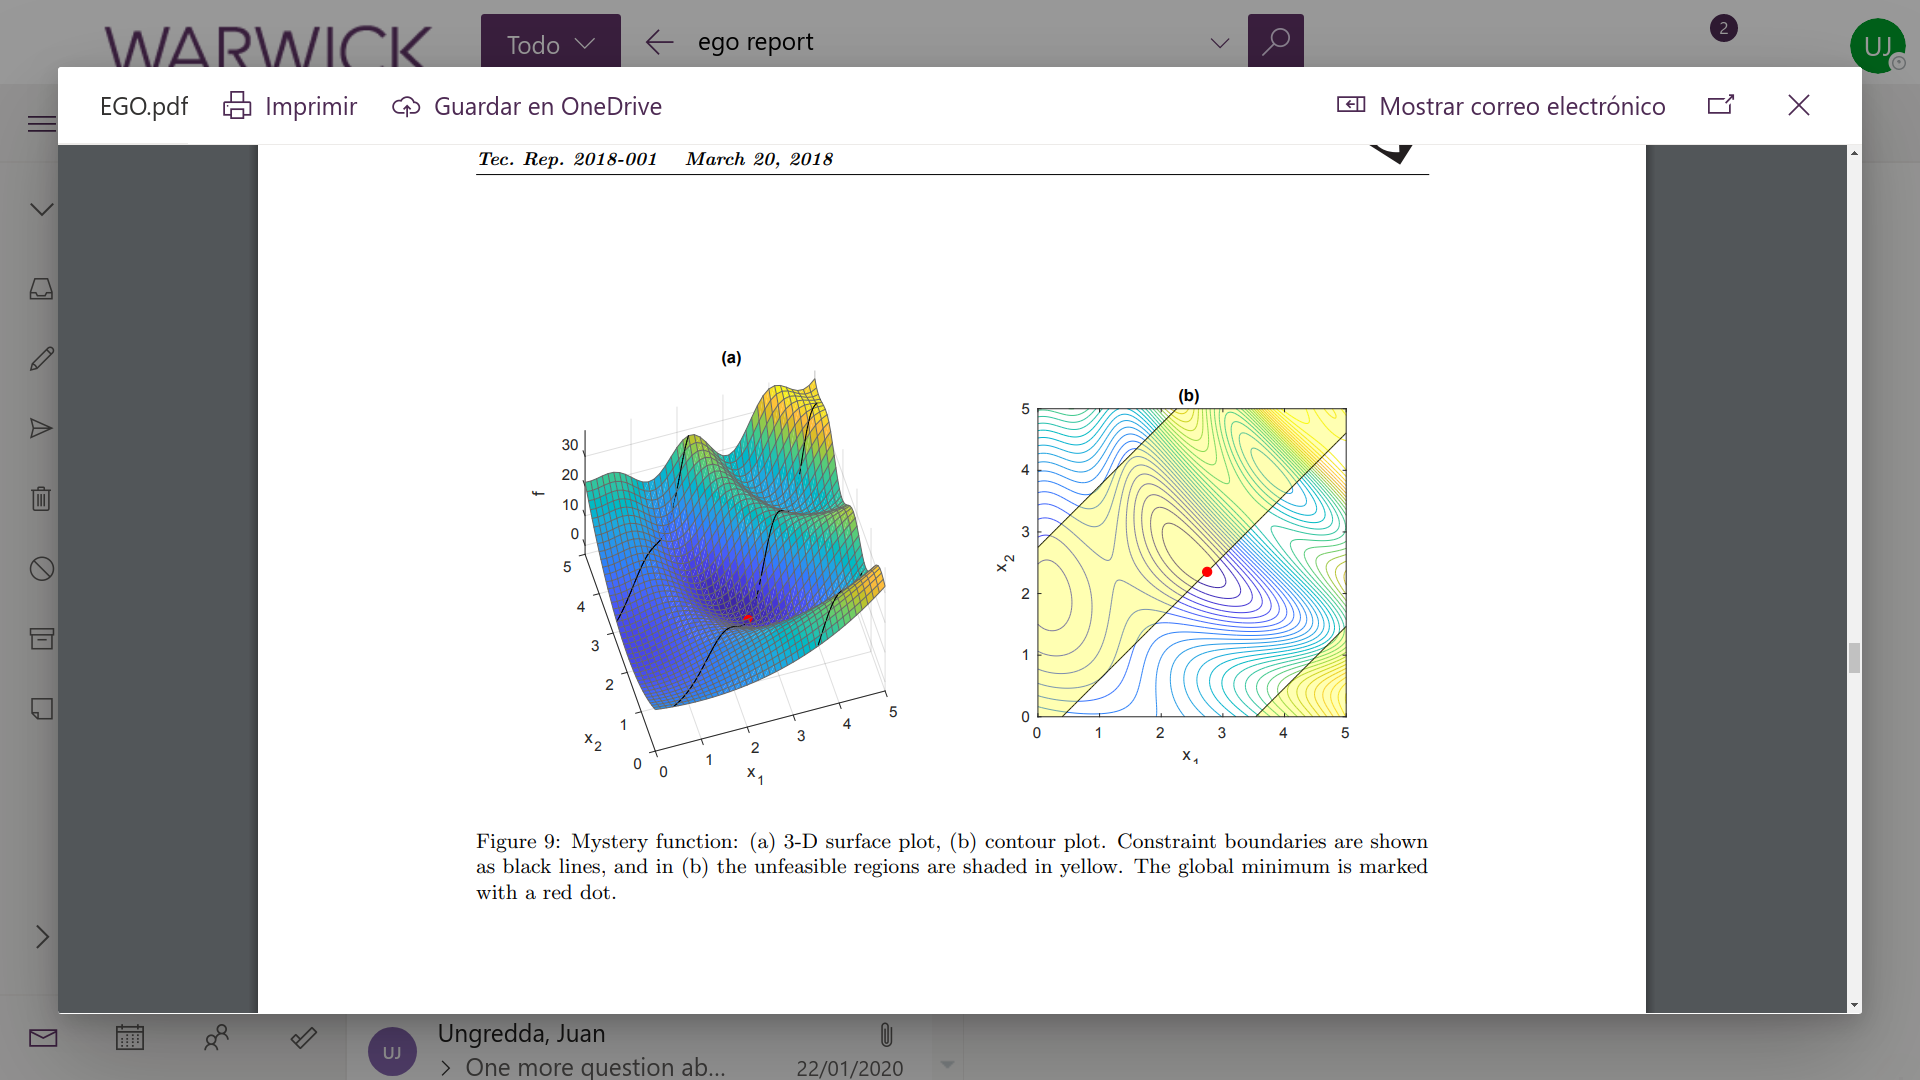 WARWICK
Todo
ego report
2
UJ
EGO.pdf
Imprimir
Guardar en OneDrive
Mostrar correo electrónico
Tec. Rep. 2018-001 March 20, 2018
(a)
30
20
10
0
f
5
4
3
2
1
0
x2
0
1
2
3
4
5
x1
(b)
5
4
3
2
1
0
x2
0
1
2
3
4
5
x1
Figure 9: Mystery function: (a) 3-D surface plot, (b) contour plot. Constraint boundaries are shown
as black lines, and in (b) the unfeasible regions are shaded in yellow. The global minimum is marked
with a red dot.
UJ
Ungredda, Juan
One more question ab...
22/01/2020